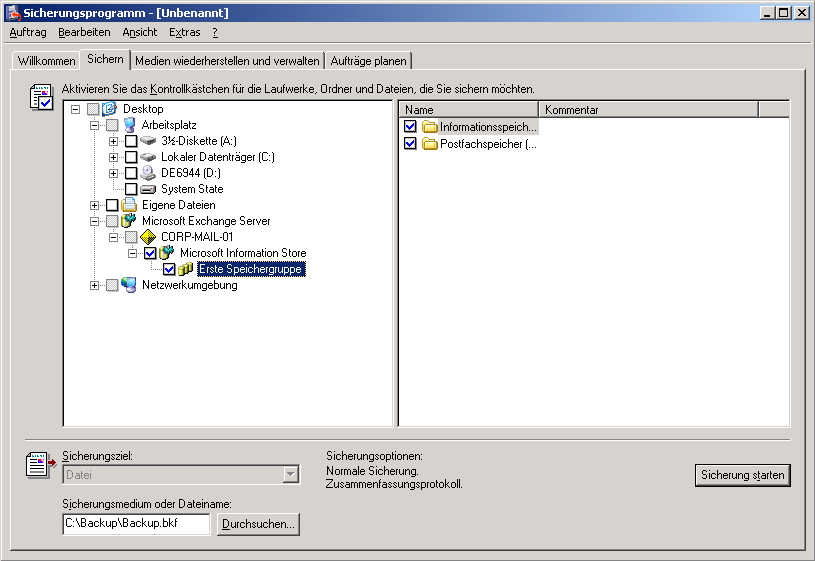 Sicherungsprogramm - [Unbenannt]
Auftrag Bearbeiten Ansicht Extras ?
Willkommen Sichern Medien wiederherstellen und verwalten Aufträge planen
Aktivieren Sie das Kontrollkästchen für die Laufwerke, Ordner und Dateien, die Sie sichern möchten.
Desktop
Arbeitsplatz
3½-Diskette (A:)
Lokaler Datenträger (C:)
DE6944 (D:)
System State
Eigene Dateien
Microsoft Exchange Server
CORP-MAIL-01
Microsoft Information Store
Erste Speichergruppe
Netzwerkumgebung
Name Kommentar
Informationsspeich...
Postfachspeicher (...
Sicherungsziel:
Datei
Sicherungsmedium oder Dateiname:
C:\Backup\Backup.bkf Durchsuchen...
Sicherungsoptionen:
Normale Sicherung.
Zusammenfassungsprotokoll.
Sicherung starten